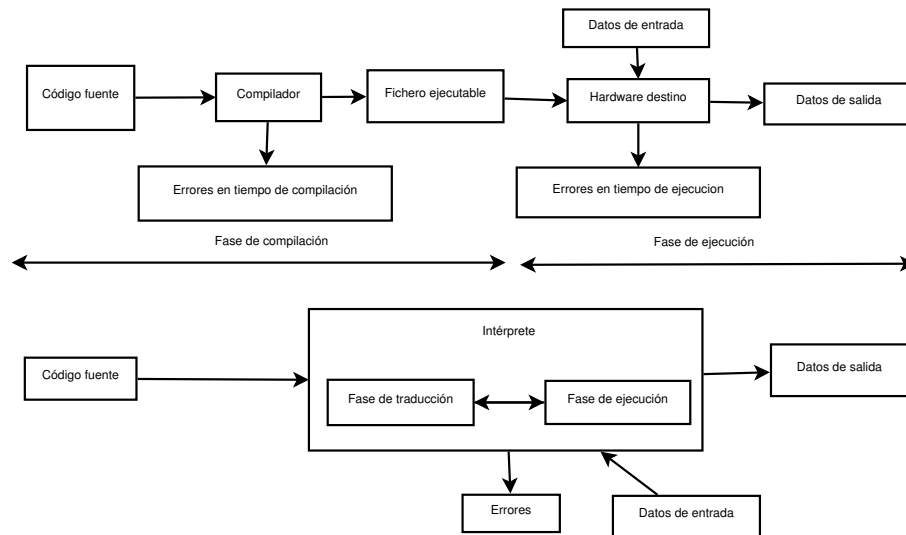 Datos de entrada
Código fuente
Compilador
Fichero ejecutable
Hardware destino
Datos de salida
Errores en tiempo de compilación
Errores en tiempo de ejecucion
Fase de compilación
Fase de ejecución
Intérprete
Código fuente
Fase de traducción
Fase de ejecución
Datos de salida
Errores
Datos de entrada